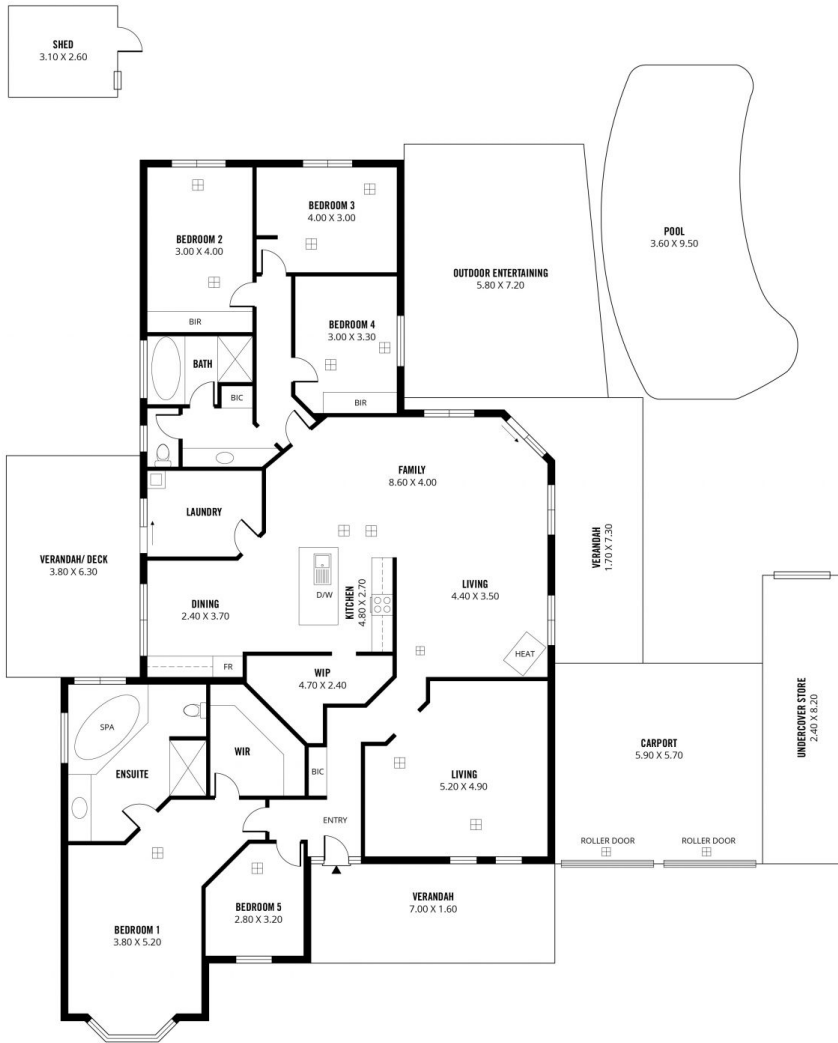 SHED
3.10 X 2.60
BEDROOM 3
4.00 X 3.00
BEDROOM 2
3.00 X 4.00
POOL
3.60 X 9.50
OUTDOOR ENTERTAINING
5.80 X 7.20
BIR
BEDROOM 4
3.00 X 3.30
BATH
BIC
BIR
FAMILY
8.60 X 4.00
LAUNDRY
VERANDAH/ DECK
3.80 X 6.30
VERANDAH
1.70 X 7.30
DINING
2.40 X 3.70
D/W
KITCHEN
4.80 X 2.70
LIVING
4.40 X 3.50
HEAT
FR
WIP
4.70 X 2.40
SPA
WIR
ENSUITE
BIC
LIVING
5.20 X 4.90
CARPORT
5.90 X 5.70
UNDERCOVER STORE
2.40 X 8.20
ENTRY
ROLLER DOOR
ROLLER DOOR
BEDROOM 5
2.80 X 3.20
VERANDAH
7.00 X 1.60
BEDROOM 1
3.80 X 5.20